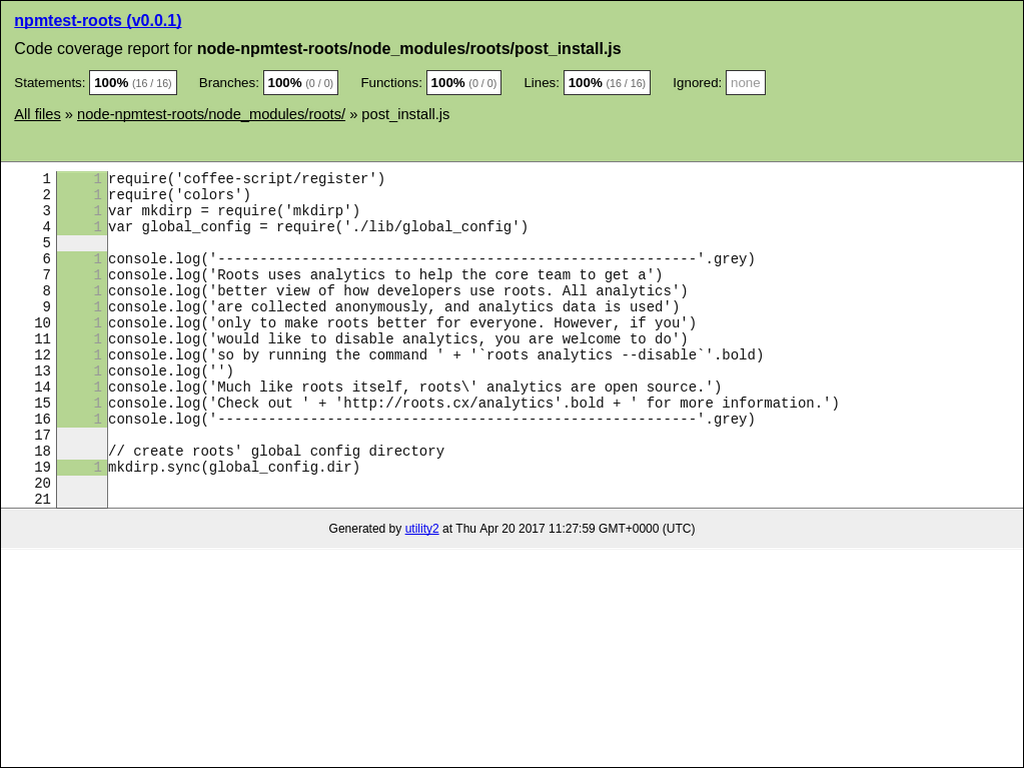 npmtest-roots (v0.0.1)
Code coverage report for node-npmtest-roots/node_modules/roots/post_install.js
Statements: 100% (16 / 16) Branches: 100% (0 / 0) Functions: 100% (0 / 0) Lines: 100% (16 / 16) Ignored: none
All files » node-npmtest-roots/node_modules/roots/ » post_install.js
1 1 require('coffee-script/register')
2 1 require('colors')
3 1 var mkdirp = require('mkdirp')
4 1 var global_config = require('./lib/global_config')
5
6 1 console.log('---------------------------------------------------------'.grey)
7 1 console.log('Roots uses analytics to help the core team to get a')
8 1 console.log('better view of how developers use roots. All analytics')
9 1 console.log('are collected anonymously, and analytics data is used')
10 1 console.log('only to make roots better for everyone. However, if you')
11 1 console.log('would like to disable analytics, you are welcome to do')
12 1 console.log('so by running the command ' + '`roots analytics --disable`'.bold)
13 1 console.log('')
14 1 console.log('Much like roots itself, roots\' analytics are open source.')
15 1 console.log('Check out ' + 'http://roots.cx/analytics'.bold + ' for more information.')
16 1 console.log('---------------------------------------------------------'.grey)
17
18 // create roots' global config directory
19 1 mkdirp.sync(global_config.dir)
20
21
Generated by utility2 at Thu Apr 20 2017 11:27:59 GMT+0000 (UTC)